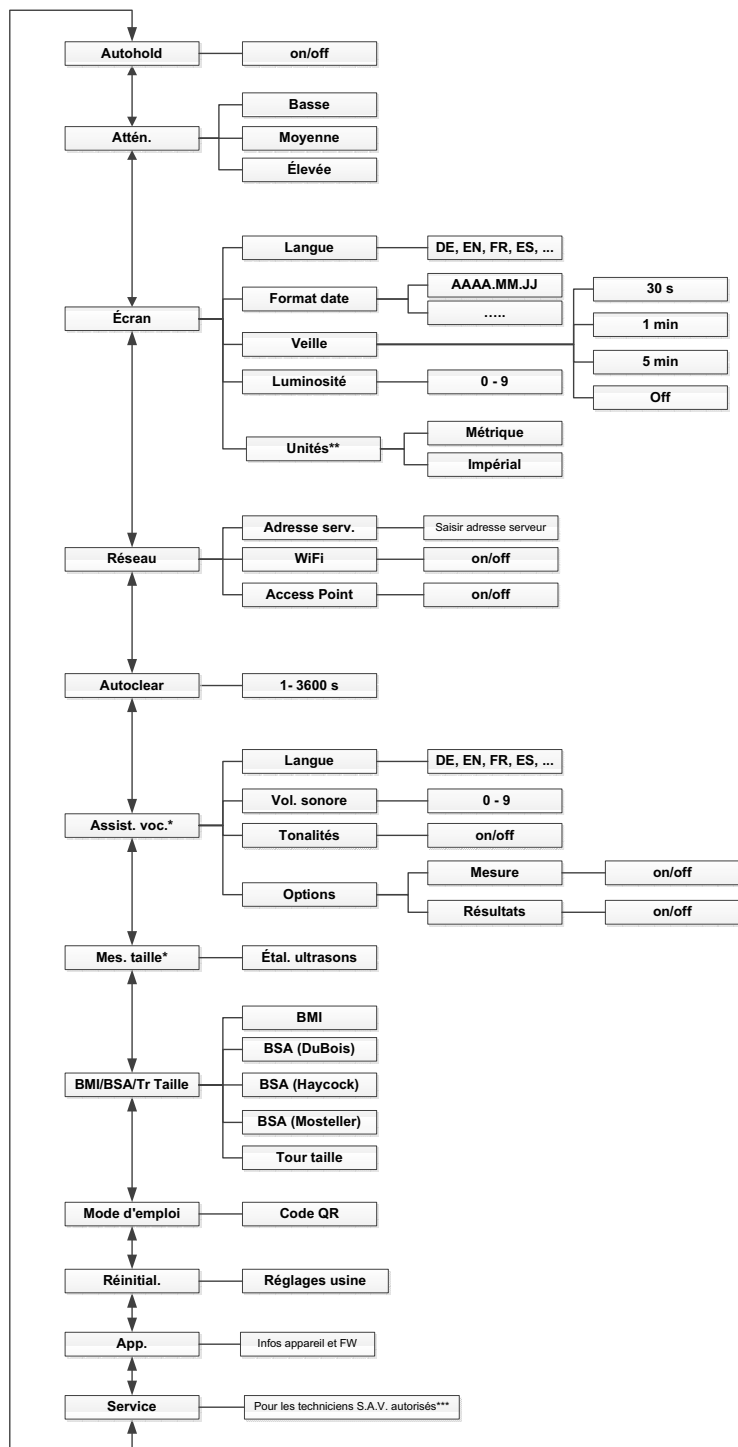 Autohold
on/off
Attén.
Basse
Moyenne
Élevée
Écran
Langue
DE, EN, FR, ES, ...
Format date
AAAA.MM.JJ
.....
Veille
30 s
1 min
5 min
Off
Luminosité
0 - 9
Unités**
Métrique
Impérial
Réseau
Adresse serv.
Saisir adresse serveur
WiFi
on/off
Access Point
on/off
Autoclear
1- 3600 s
Assist. voc.*
Langue
DE, EN, FR, ES, ...
Vol. sonore
0 - 9
Tonalités
on/off
Options
Mesure
on/off
Résultats
on/off
Mes. taille*
Étal. ultrasons
BMI/BSA/Tr Taille
BMI
BSA (DuBois)
BSA (Haycock)
BSA (Mosteller)
Tour taille
Mode d'emploi
Code QR
Réinitial.
Réglages usine
App.
Infos appareil et FW
Service
Pour les techniciens S.A.V. autorisés***